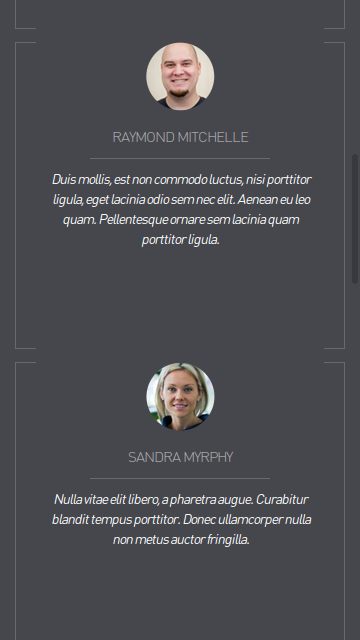 RAYMOND MITCHELLE
Duis mollis, est non commodo luctus, nisi porttitor
ligula, eget lacinia odio sem nec elit. Aenean eu leo
quam. Pellentesque ornare sem lacinia quam
porttitor ligula.
SANDRA MYRPHY
Nulla vitae elit libero, a pharetra augue. Curabitur
blandit tempus porttitor. Donec ullamcorper nulla
non metus auctor fringilla.